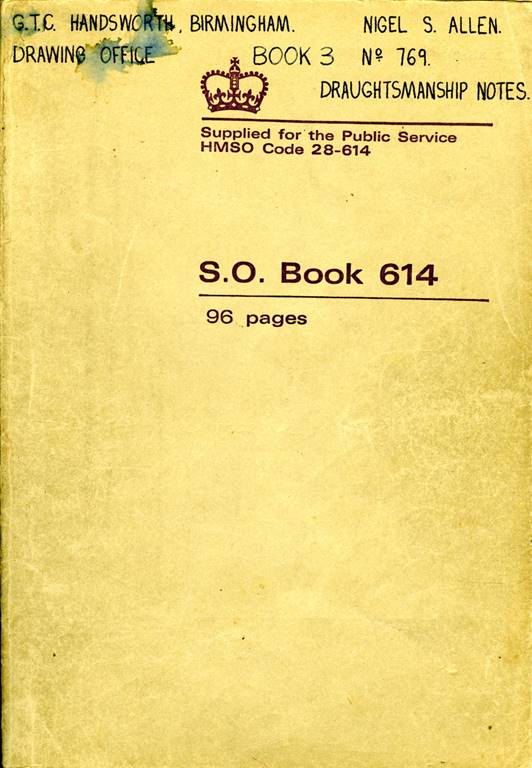 G.T.C. HANDSWORTH, BIRMINGHAM. NIGEL S. ALLEN.
DRAWING OFFICE BOOK 3 Nº 769.
DRAUGHTSMANSHIP NOTES.
Supplied for the Public Service
HMSO Code 28-614
S.O. Book 614
96 pages